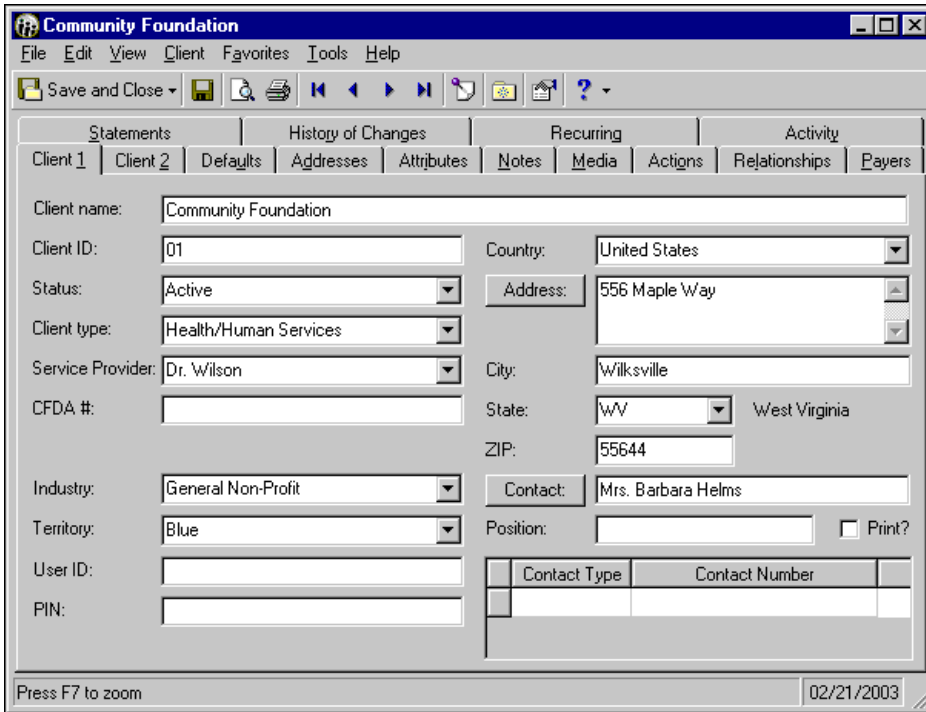 Community Foundation
File Edit View Client Favorites Tools Help
Save and Close ?
Statements History of Changes Recurring Activity
Client 1 Client 2 Defaults Addresses Attributes Notes Media Actions Relationships Payers
Client name: Community Foundation
Client ID: 01 Country: United States
Status: Active Address: 556 Maple Way
Client type: Health/Human Services
Service Provider: Dr. Wilson City: Wilksville
CFDA #: State: WV West Virginia
ZIP: 55644
Industry: General Non-Profit Contact: Mrs. Barbara Helms
Territory: Blue Position: Print?
User ID: Contact Type Contact Number
PIN:
Press F7 to zoom 02/21/2003